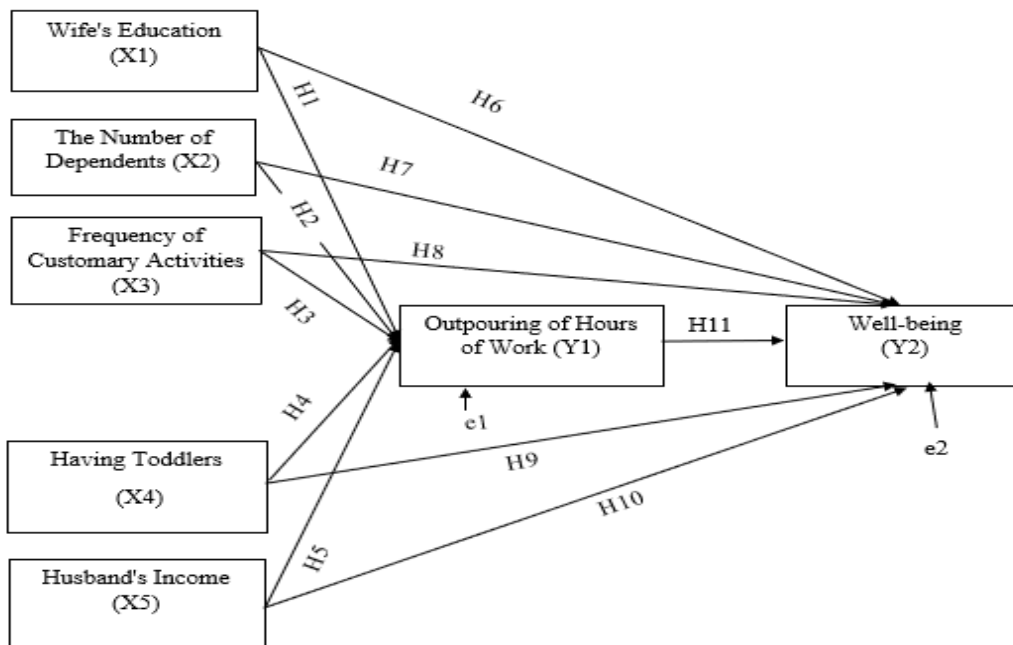 Wife's Education
(X1)
H1
H6
The Number of
Dependents (X2)
H7
H2
Frequency of
Customary Activities
(X3)
H8
H3
Outpouring of Hours
of Work (Y1)
H11
Well-being
(Y2)
e1
e2
H4
Having Toddlers
(X4)
H9
H10
H5
Husband's Income
(X5)